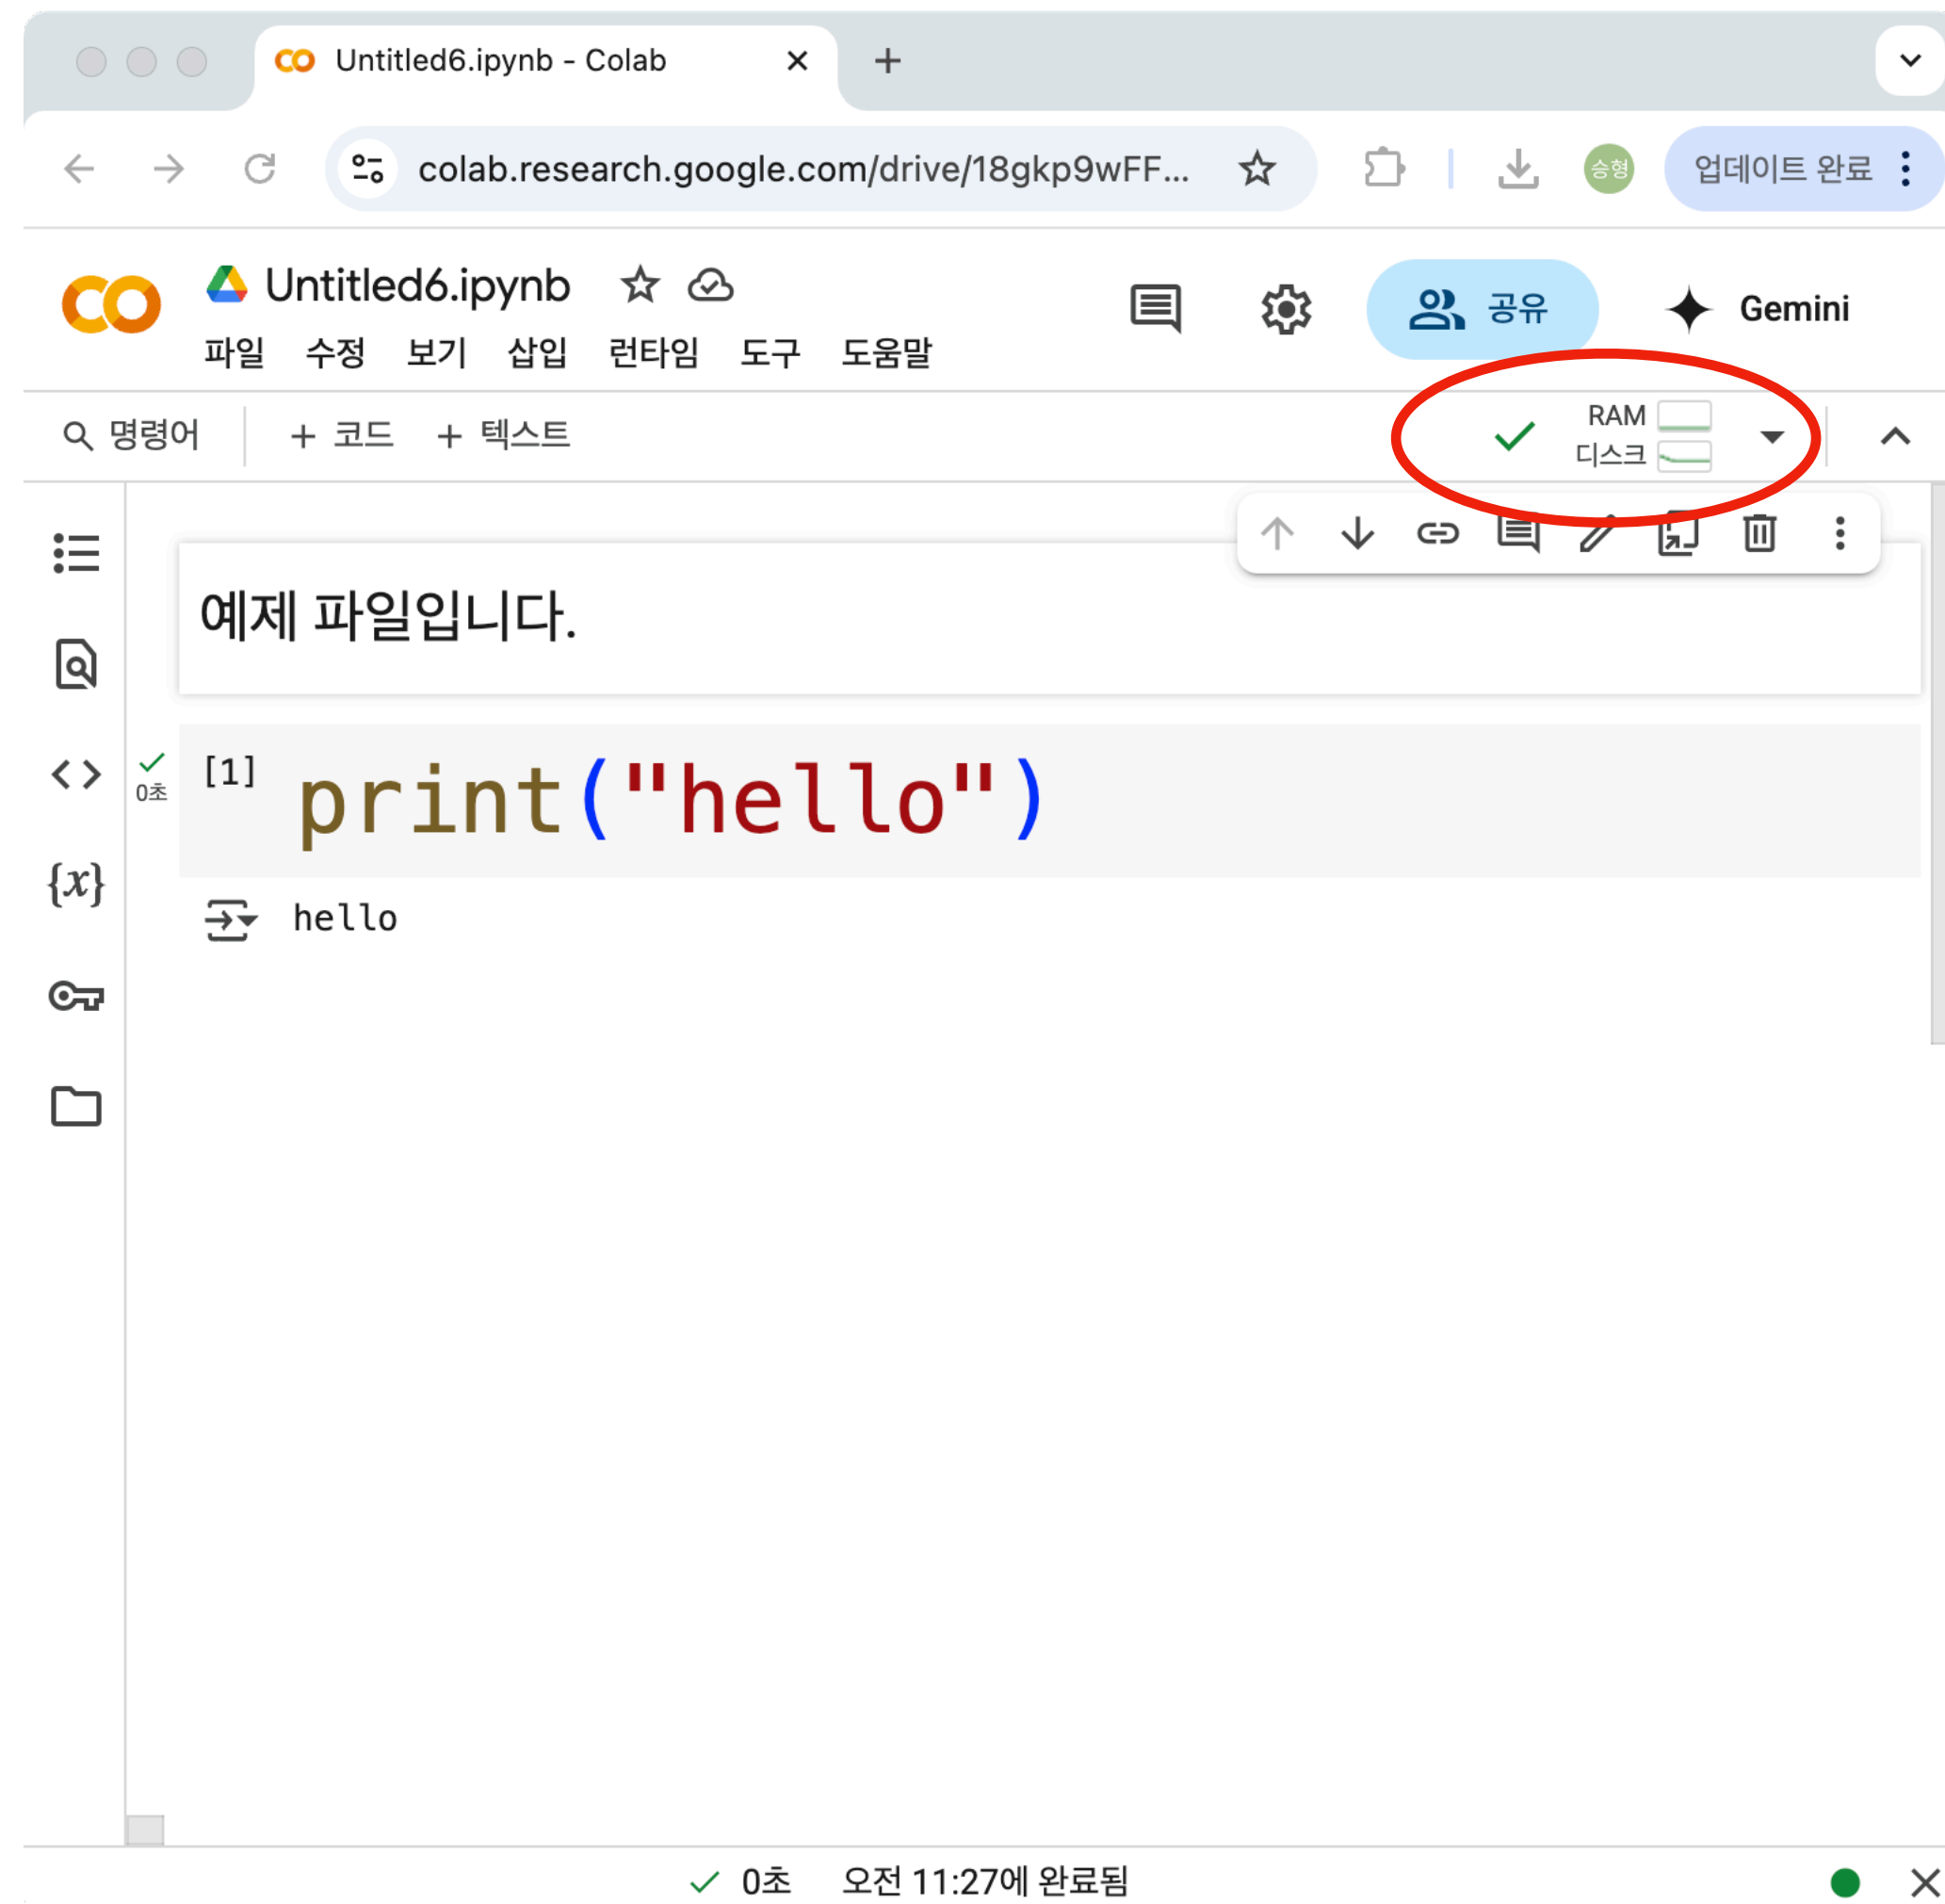 Untitled6.ipynb - Colab
colab.research.google.com/drive/18gkp9wFF...
승형
업데이트 완료
Untitled6.ipynb
공유
Gemini
파일 수정 보기 삽입 런타임 도구 도움말
명령어
+ 코드 + 텍스트
RAM
디스크
예제 파일입니다.
0초
[1] print("hello")
{x}
hello
0초 오전 11:27에 완료됨